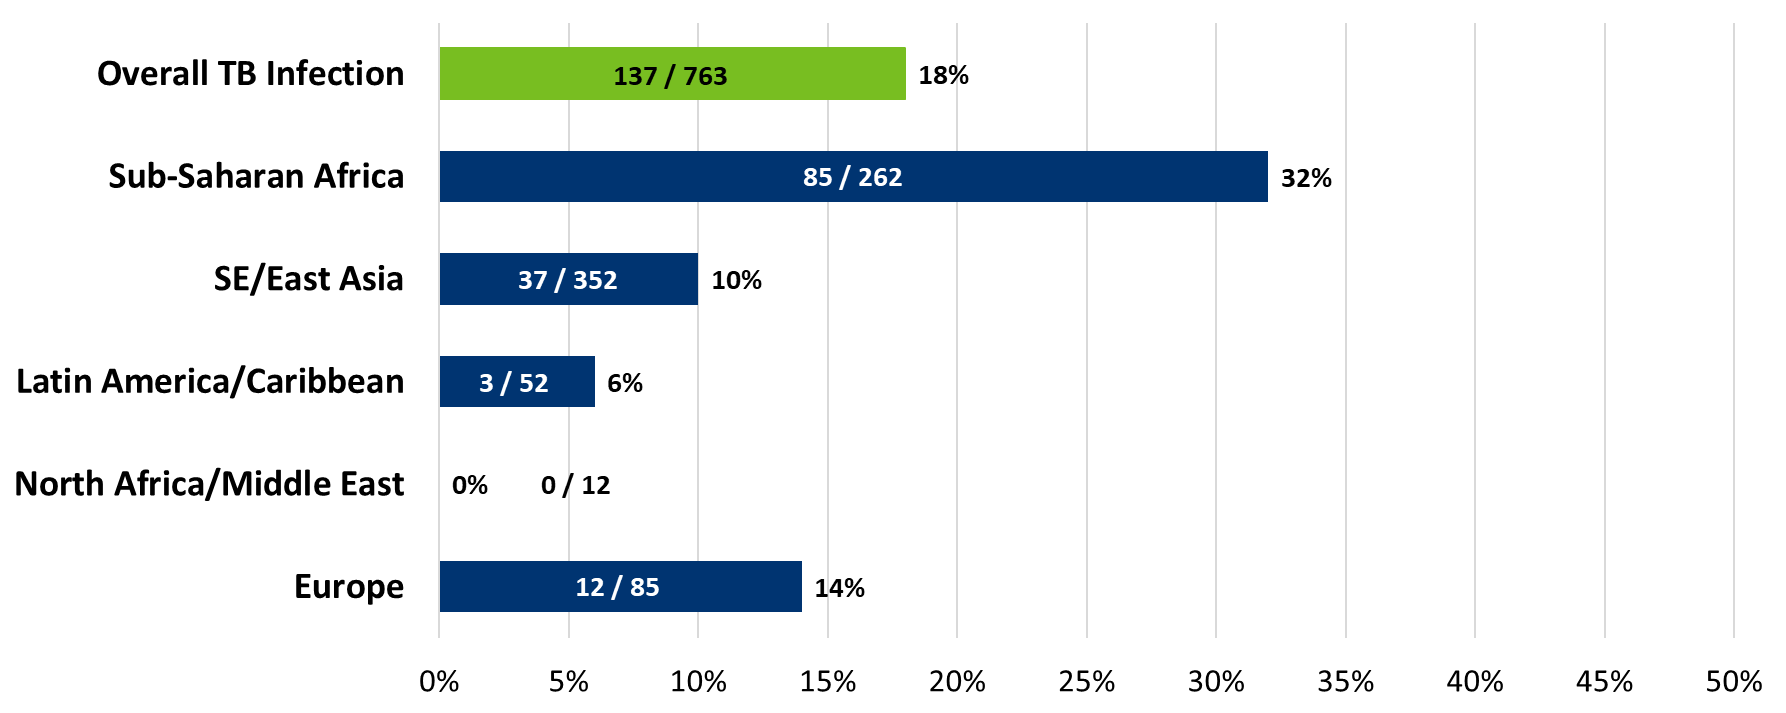 Overall TB Infection 137 / 763 18%
Sub-Saharan Africa 85 / 262 32%
SE/East Asia 37 / 352 10%
Latin America/Caribbean 3 / 52 6%
North Africa/Middle East 0% 0 / 12
Europe 12 / 85 14%
0% 5% 10% 15% 20% 25% 30% 35% 40% 45% 50%